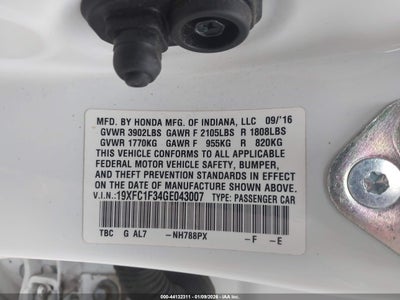 MFD. BY HONDA MFG. OF INDIANA, LLC 09/'16
GVWR 3902LBS GAWR F 2105LBS R 1808LBS
GVWR 1770KG GAWR F 955KG R 820KG
THIS VEHICLE CONFORMS TO ALL APPLICABLE
FEDERAL MOTOR VEHICLE SAFETY, BUMPER,
AND THEFT PREVENTION STANDARDS IN EFFECT
ON THE DATE OF MANUFACTURE SHOWN ABOVE.
V.I.N.: 19XFC1F34GE043007 TYPE: PASSENGER CAR
TBC G AL7 –NH788PX –F –E
ID: 000-44132311 - 01/09/2026 - © 2026 IAA, Inc.